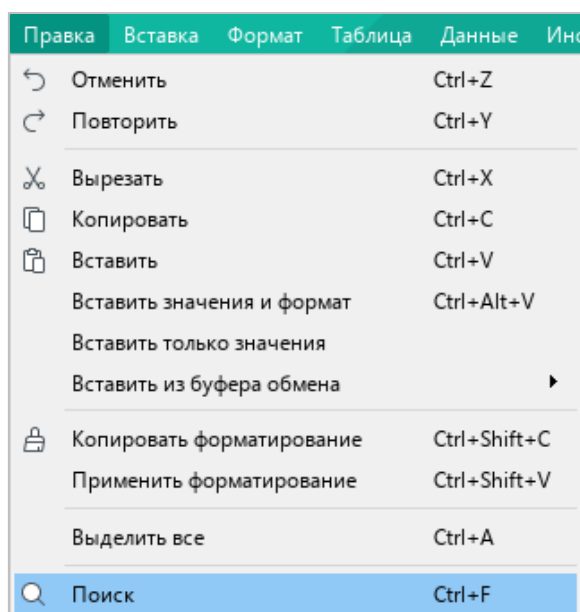 Правка Вставка Формат Таблица Данные
Отменить Ctrl+Z
Повторить Ctrl+Y
Вырезать Ctrl+X
Копировать Ctrl+C
Вставить Ctrl+V
Вставить значения и формат Ctrl+Alt+V
Вставить только значения
Вставить из буфера обмена
Копировать форматирование Ctrl+Shift+C
Применить форматирование Ctrl+Shift+V
Выделить все Ctrl+A
Поиск Ctrl+F